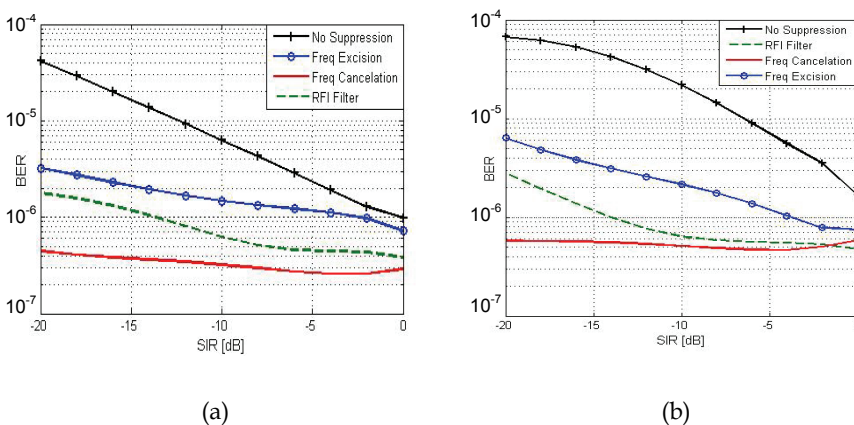 10^-4
10^-5
10^-6
10^-7
BER
-20
-15
-10
-5
0
SIR [dB]
No Suppression
Freq Excision
Freq Cancelation
RFI Filter
(a)
10^-4
10^-5
10^-6
10^-7
BER
-20
-15
-10
-5
SIR [dB]
No Suppression
RFI Filter
Freq Cancelation
Freq Excision
(b)